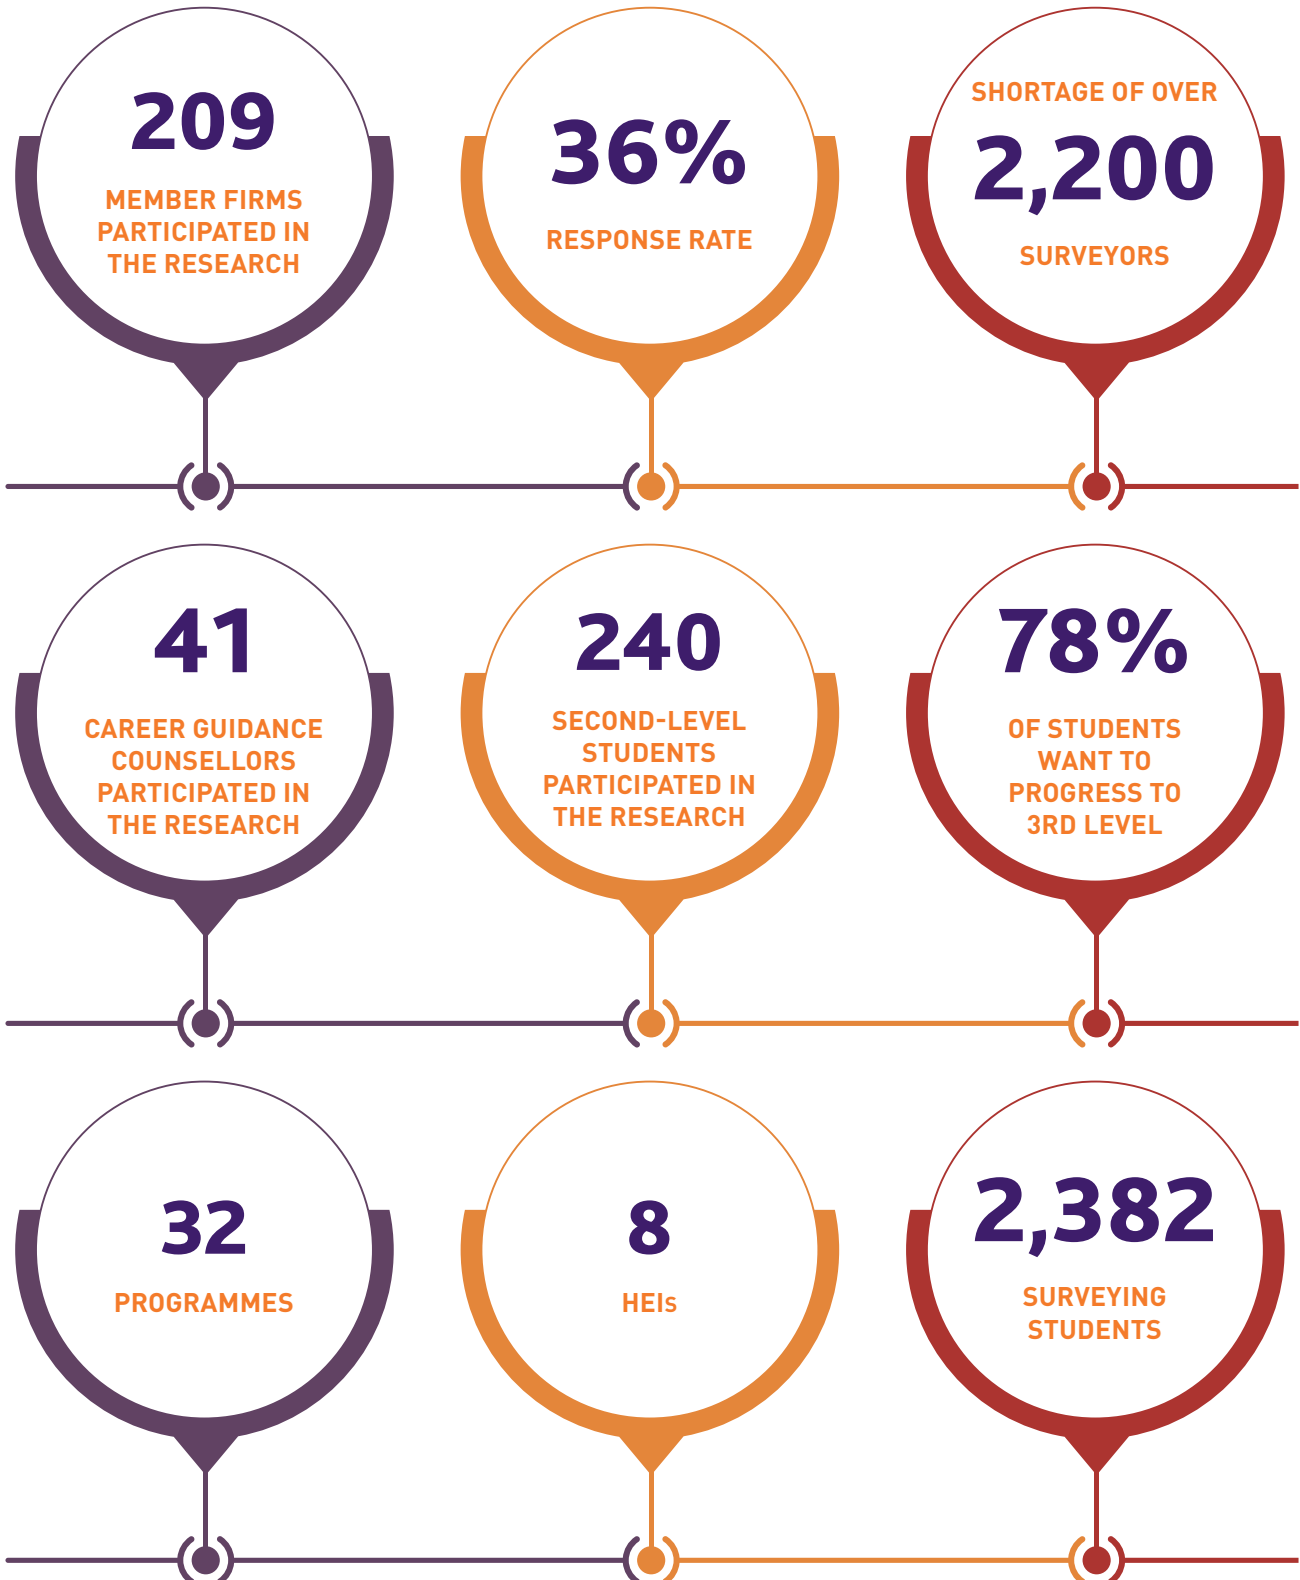 209
MEMBER FIRMS
PARTICIPATED IN
THE RESEARCH
36%
RESPONSE RATE
SHORTAGE OF OVER
2,200
SURVEYORS
41
CAREER GUIDANCE
COUNSELLORS
PARTICIPATED IN
THE RESEARCH
240
SECOND-LEVEL
STUDENTS
PARTICIPATED IN
THE RESEARCH
78%
OF STUDENTS
WANT TO
PROGRESS TO
3RD LEVEL
32
PROGRAMMES
8
HEIs
2,382
SURVEYING
STUDENTS